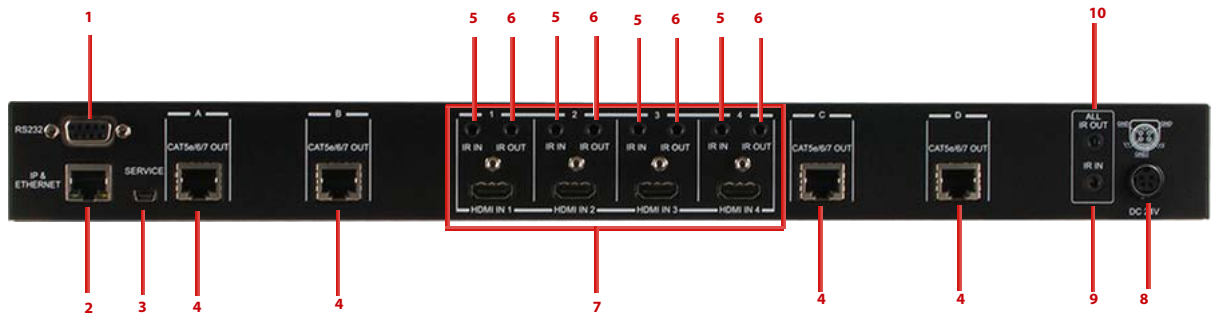 1 5 6 5 6 5 6 5 6 10
A B 1 2 3 4 C D ALL
IR OUT
RS232
CAT5e/6/7 OUT CAT5e/6/7 OUT IR IN IR OUT IR IN IR OUT IR IN IR OUT IR IN IR OUT CAT5e/6/7 OUT CAT5e/6/7 OUT
IP &
ETHERNET
SERVICE
IR IN
HDMI IN 1 HDMI IN 2 HDMI IN 3 HDMI IN 4
DC 24V
2 3 4 4 7 4 4 9 8